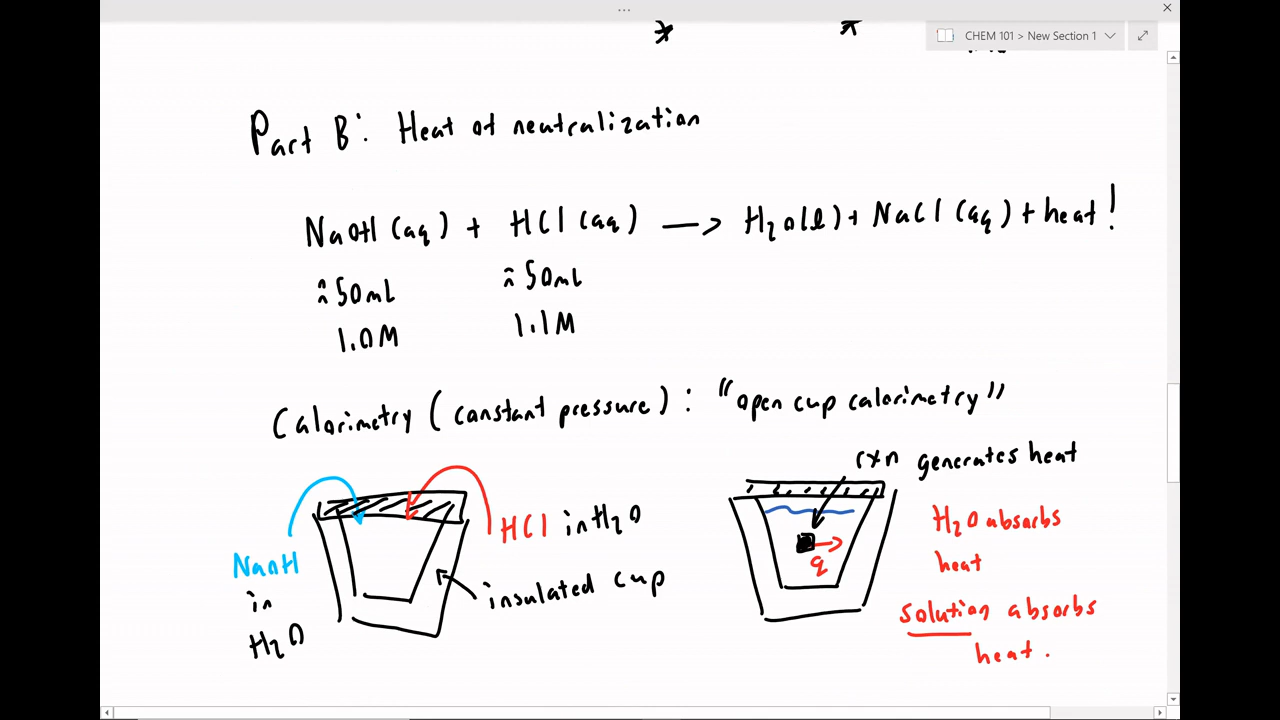 CHEM 101 > New Section 1
Part B: Heat of neutralization
NaOH (aq) + HCl (aq) → H₂O(l) + NaCl (aq) + heat!
≈ 50mL ≈ 50mL
1.0M 1.1M
Calorimetry (constant pressure): "open cup calorimetry"
rxn generates heat
HCl in H₂O
NaOH
in
H₂O
insulated cup
q
H₂O absorbs
heat
solution absorbs
heat.